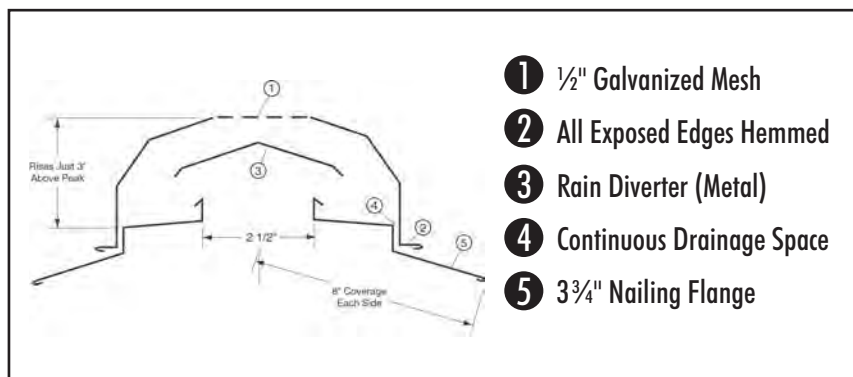 1
Rises Just 3"
Above Peak
3
4
2 1/2"
2
5
8" Coverage
Each Side
1 ½" Galvanized Mesh
2 All Exposed Edges Hemmed
3 Rain Diverter (Metal)
4 Continuous Drainage Space
5 3¾" Nailing Flange